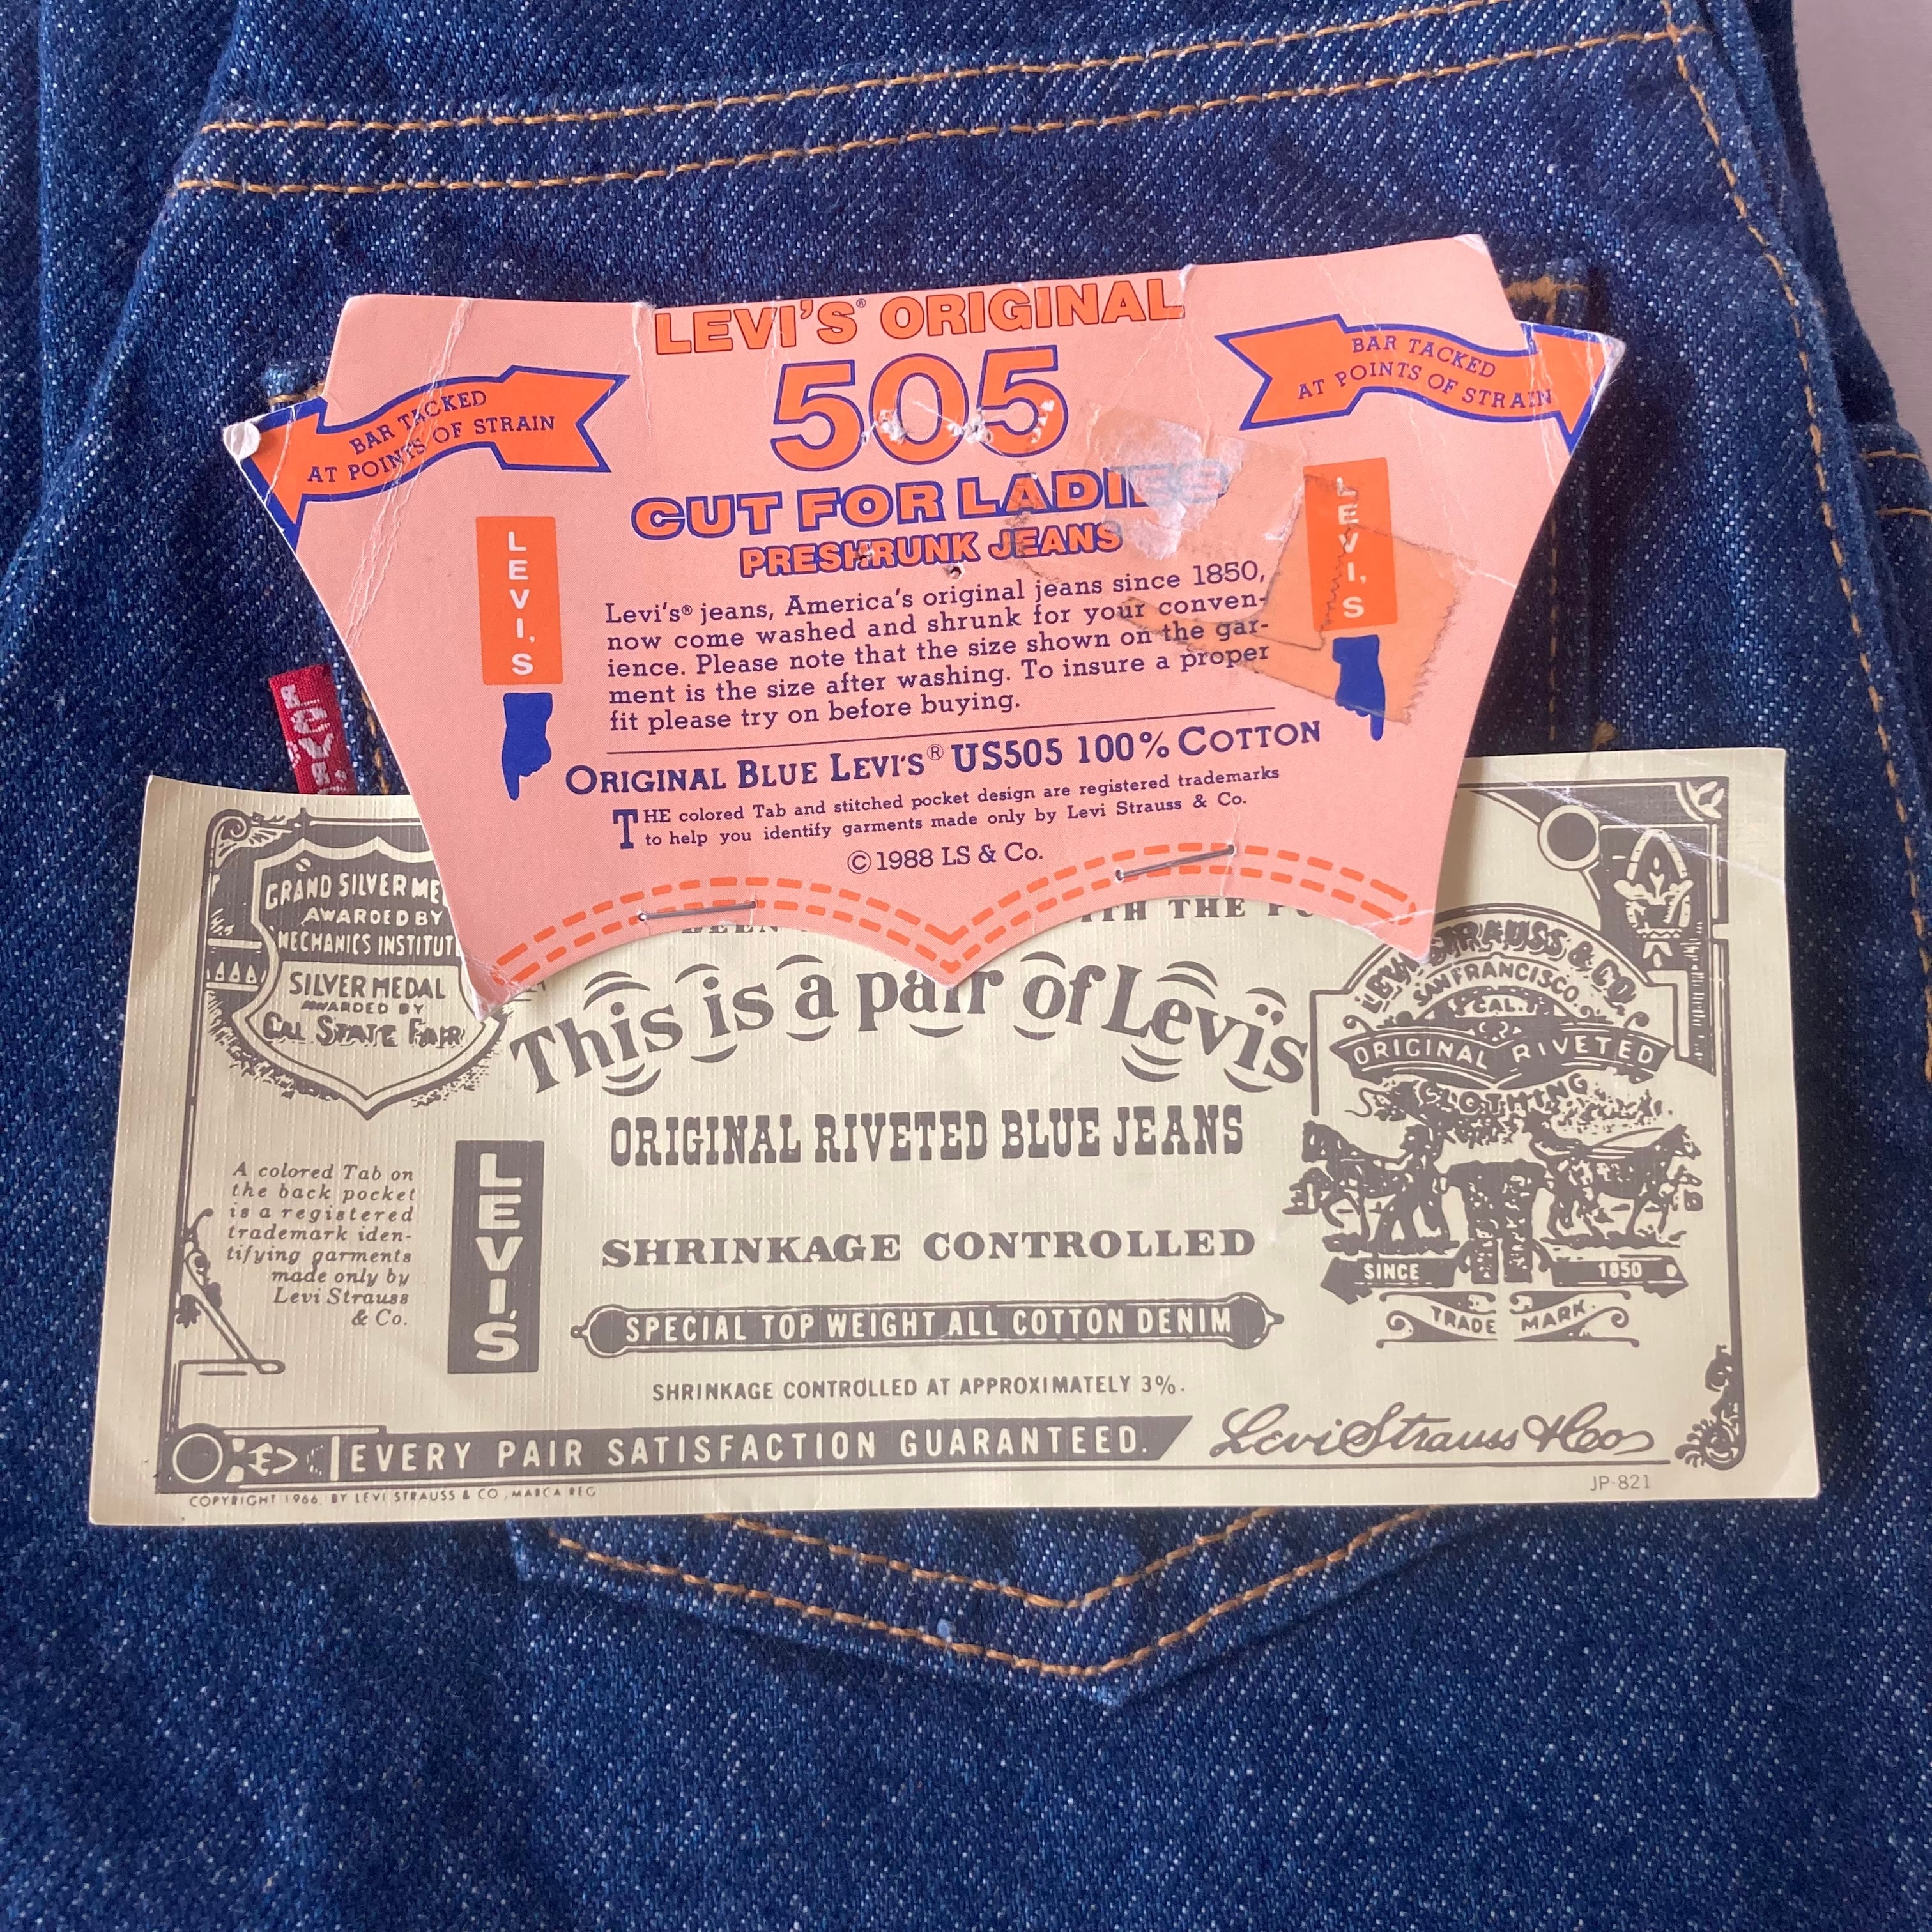 LEVI'S® ORIGINAL
505
CUT FOR LADIES
PRESHRUNK JEANS
BAR TACKED
AT POINTS OF STRAIN
BAR TACKED
AT POINTS OF STRAIN
LEVI'S
LEVI'S
Levi's® jeans, America's original jeans since 1850,
now come washed and shrunk for your conven-
ience. Please note that the size shown on the gar-
ment is the size after washing. To insure a proper
fit please try on before buying.
ORIGINAL BLUE LEVI'S® US505 100% COTTON
THE colored Tab and stitched pocket design are registered trademarks
to help you identify garments made only by Levi Strauss & Co.
© 1988 LS & Co.
LEVI'S
GRAND SILVER
AWARDED BY
MECHANICS
SILVER MEDAL
AWARDED BY
CAL STATE FAIR
THE
This is a pair of Levi's
ORIGINAL RIVETED BLUE JEANS
SHRINKAGE CONTROLLED
SPECIAL TOP WEIGHT ALL COTTON DENIM
SHRINKAGE CONTROLLED AT APPROXIMATELY 3%.
A colored Tab on
the back pocket
is a registered
trademark iden-
tifying garments
made only by
Levi Strauss
& Co.
LEVI'S
LEVI STRAUSS & CO.
SAN FRANCISCO.
CAL.
ORIGINAL RIVETED
CLOTHING
SINCE 1850
TRADE MARK.
EVERY PAIR SATISFACTION GUARANTEED.
Levi Strauss & Co
COPYRIGHT 1966 BY LEVI STRAUSS & CO., MARCA REG
JP-821